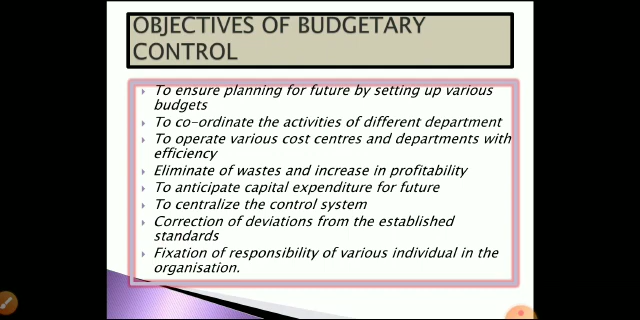 OBJECTIVES OF BUDGETARY
CONTROL
To ensure planning for future by setting up various
budgets
To co-ordinate the activities of different department
To operate various cost centres and departments with
efficiency
Eliminate of wastes and increase in profitability
To anticipate capital expenditure for future
To centralize the control system
Correction of deviations from the established
standards
Fixation of responsibility of various individual in the
organisation.